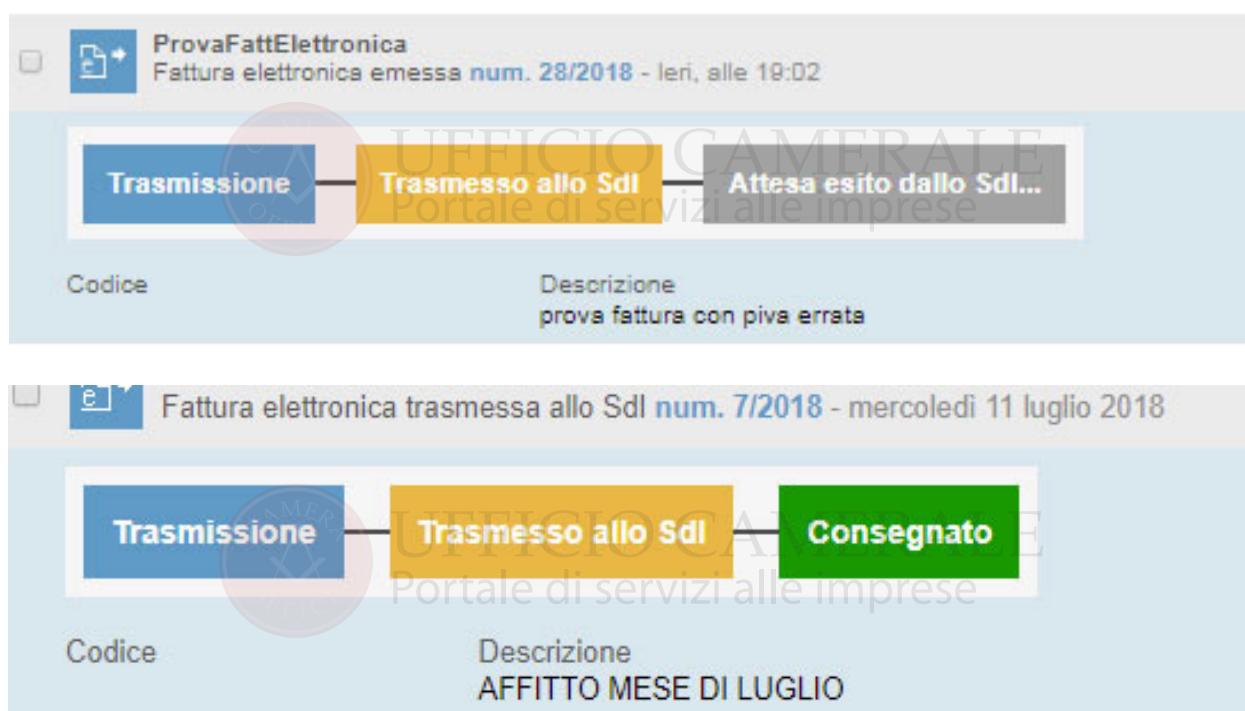 ProvaFattElettronica
Fattura elettronica emessa num. 28/2018 - Ieri, alle 19:02
UFFICIO CAMERALE
Portale di servizi alle imprese
Trasmissione
Trasmesso allo SdI
Attesa esito dallo SdI...
Codice
Descrizione
prova fattura con piva errata
Fattura elettronica trasmessa allo SdI num. 7/2018 - mercoledì 11 luglio 2018
UFFICIO CAMERALE
Portale di servizi alle imprese
Trasmissione
Trasmesso allo SdI
Consegnato
Codice
Descrizione
AFFITTO MESE DI LUGLIO